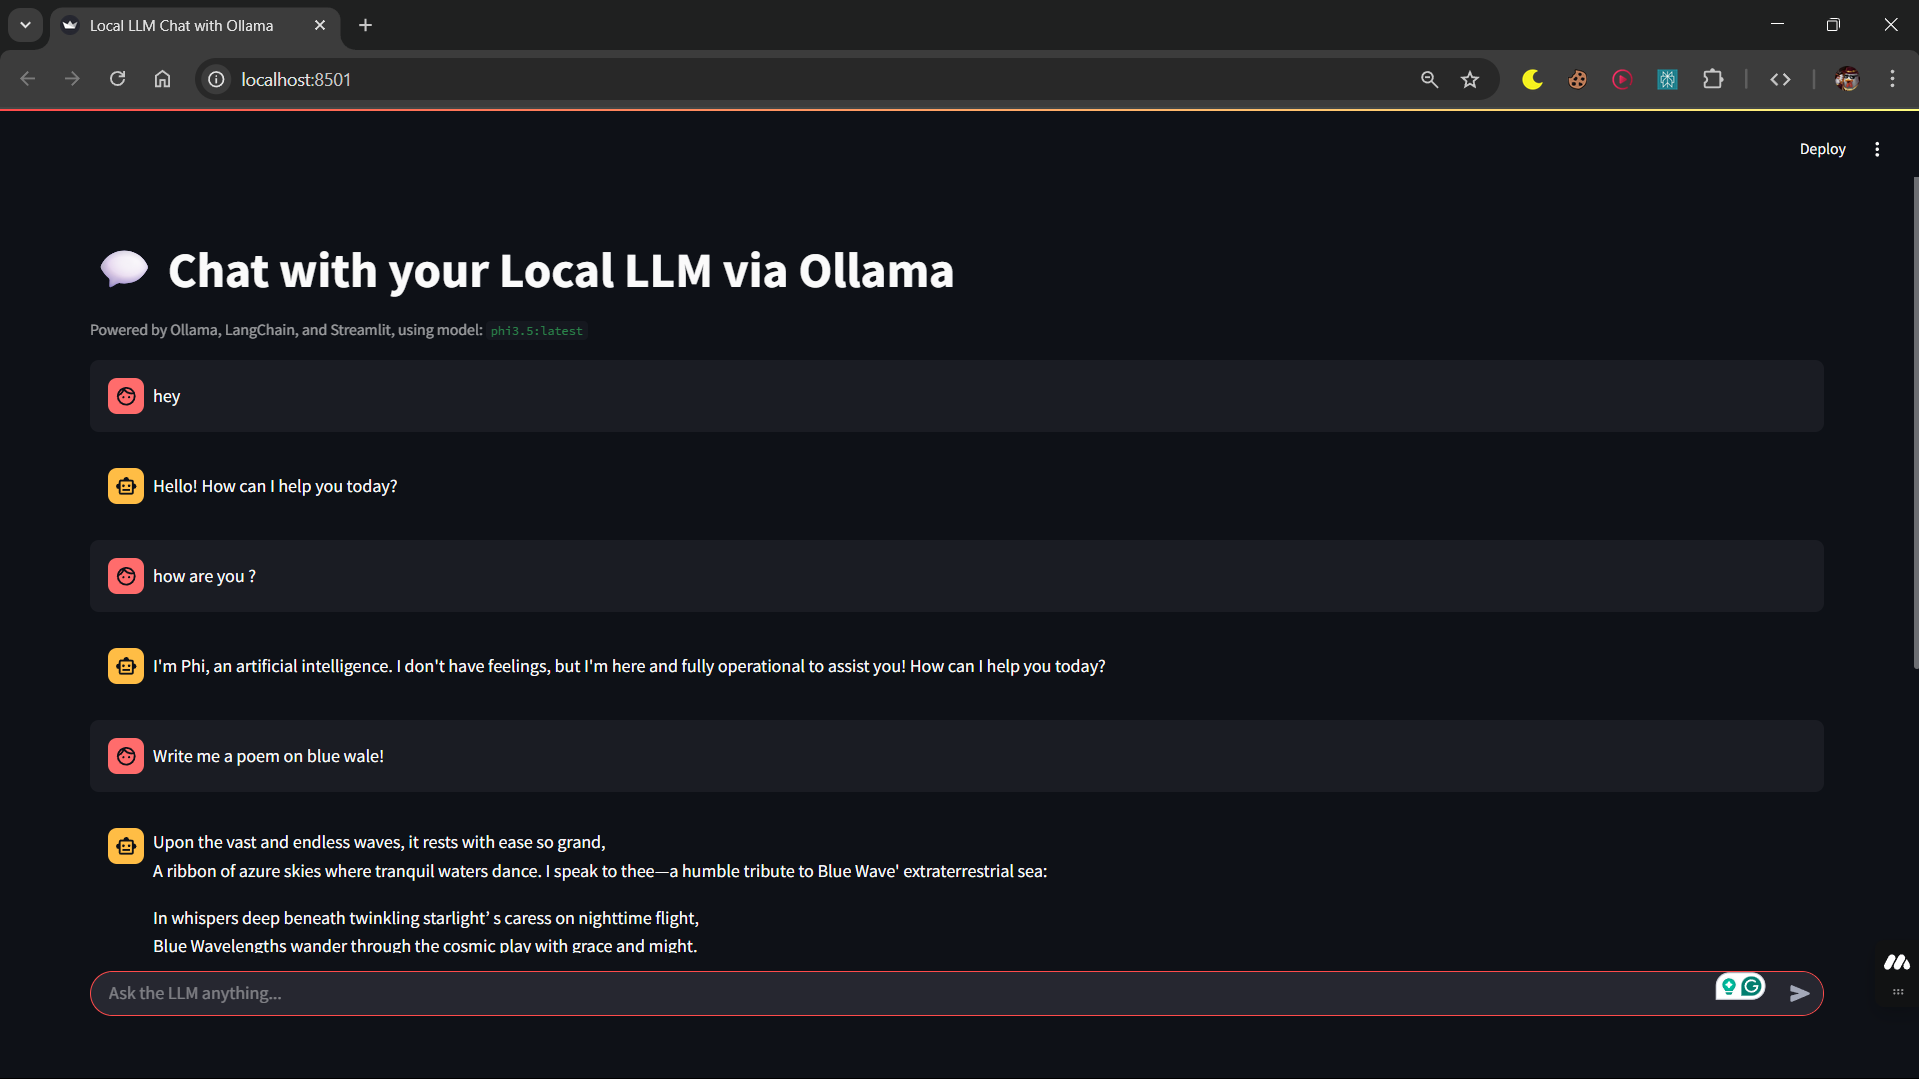 Local LLM Chat with Ollama
localhost:8501
Deploy
Chat with your Local LLM via Ollama
Powered by Ollama, LangChain, and Streamlit, using model: phi3.5:latest
hey
Hello! How can I help you today?
how are you ?
I'm Phi, an artificial intelligence. I don't have feelings, but I'm here and fully operational to assist you! How can I help you today?
Write me a poem on blue wale!
Upon the vast and endless waves, it rests with ease so grand,
A ribbon of azure skies where tranquil waters dance. I speak to thee—a humble tribute to Blue Wave' extraterrestrial sea:
In whispers deep beneath twinkling starlight’ s caress on nighttime flight,
Blue Wavelengths wander through the cosmic play with grace and might.
Ask the LLM anything...